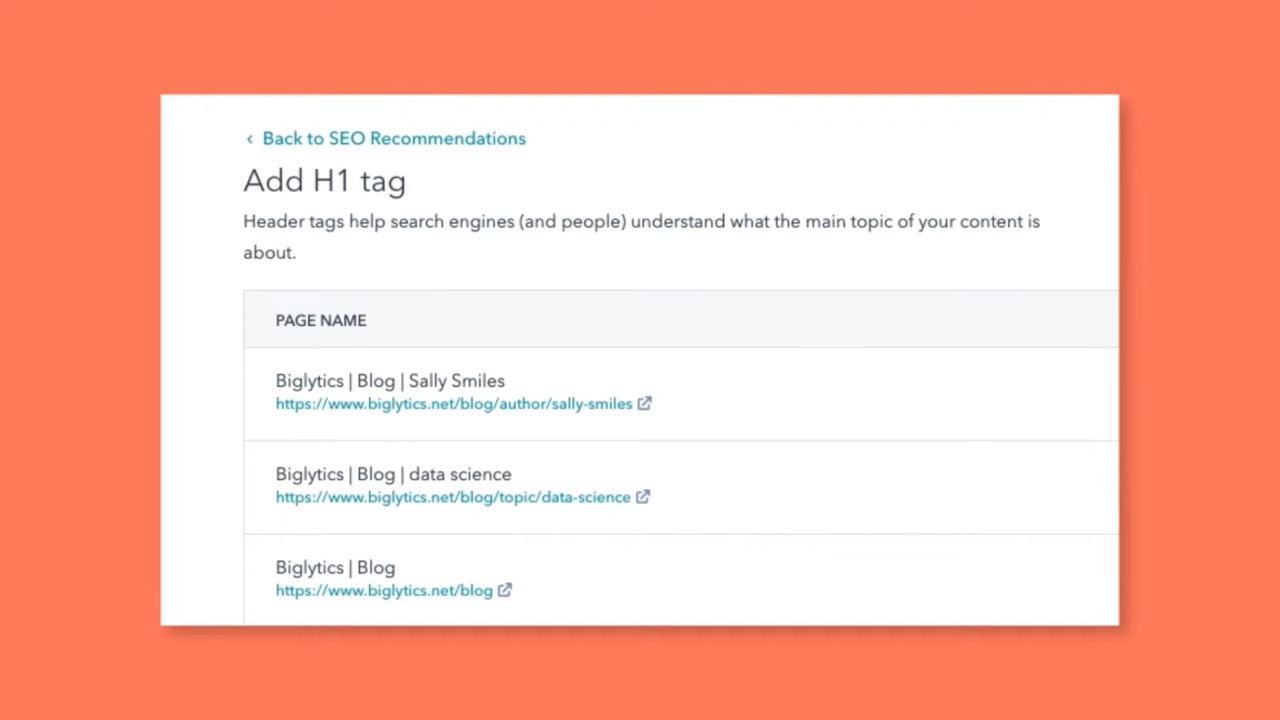 ‹ Back to SEO Recommendations
Add H1 tag
Header tags help search engines (and people) understand what the main topic of your content is
about.
PAGE NAME
Biglytics | Blog | Sally Smiles
https://www.biglytics.net/blog/author/sally-smiles
Biglytics | Blog | data science
https://www.biglytics.net/blog/topic/data-science
Biglytics | Blog
https://www.biglytics.net/blog